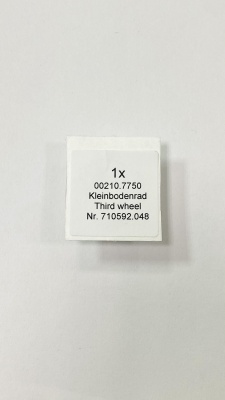 1x
00210.7750
Kleinbodenrad
Third wheel
Nr. 710592.048